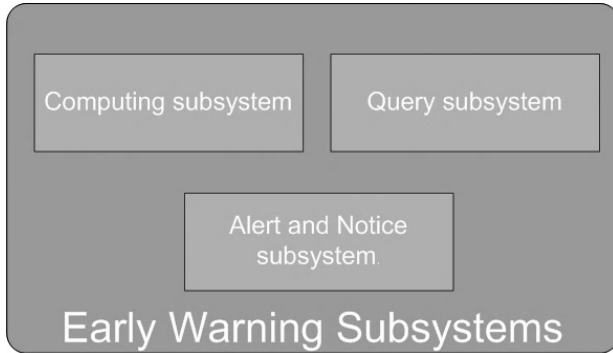 Computing subsystem
Query subsystem
Alert and Notice
subsystem.
Early Warning Subsystems